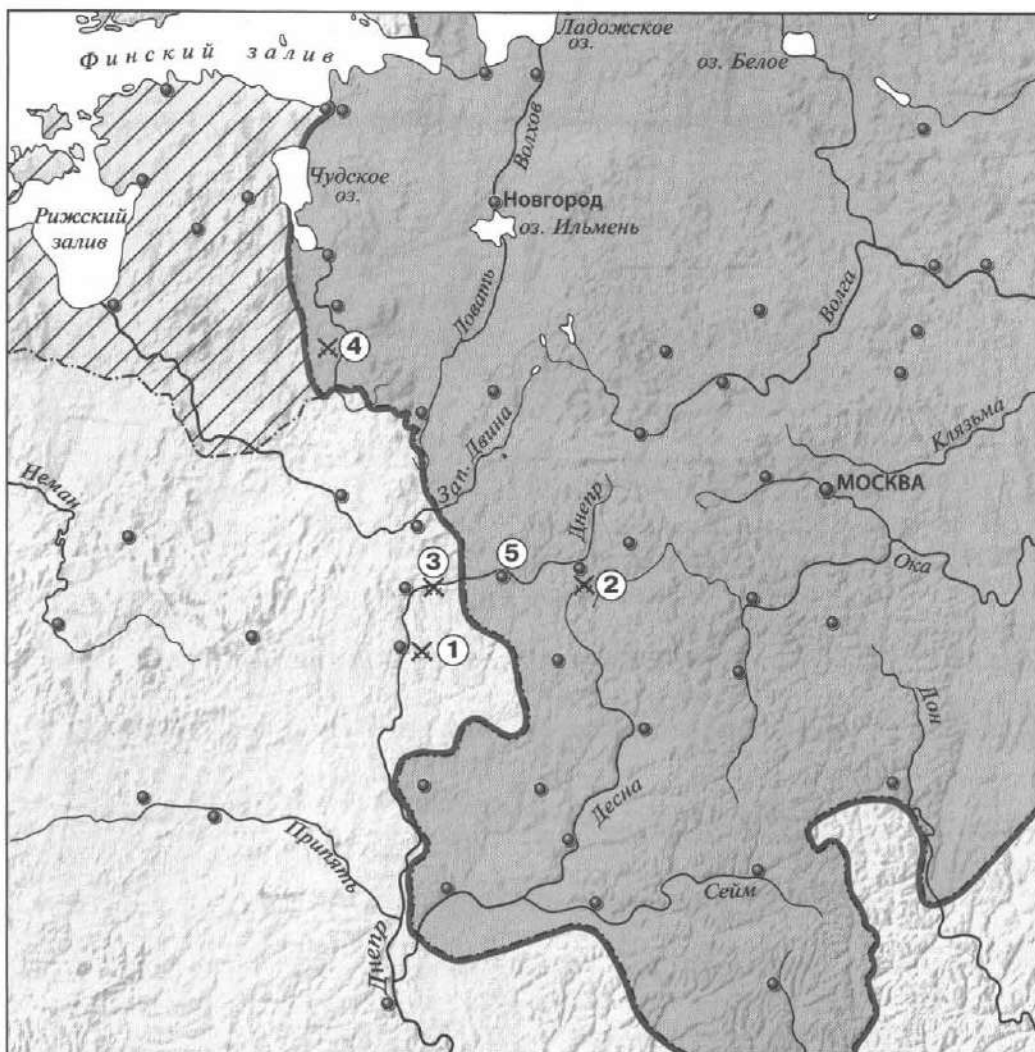 Ладожское
оз.
Финский залив
оз. Белое
Волхов
Чудское
оз.
Новгород
оз. Ильмень
Рижский
залив
Ловать
Волга
4
Зап. Двина
Клязьма
Неман
МОСКВА
Днепр
5
3
2
Ока
1
Дон
Десна
Припять
Сейм
Днепр